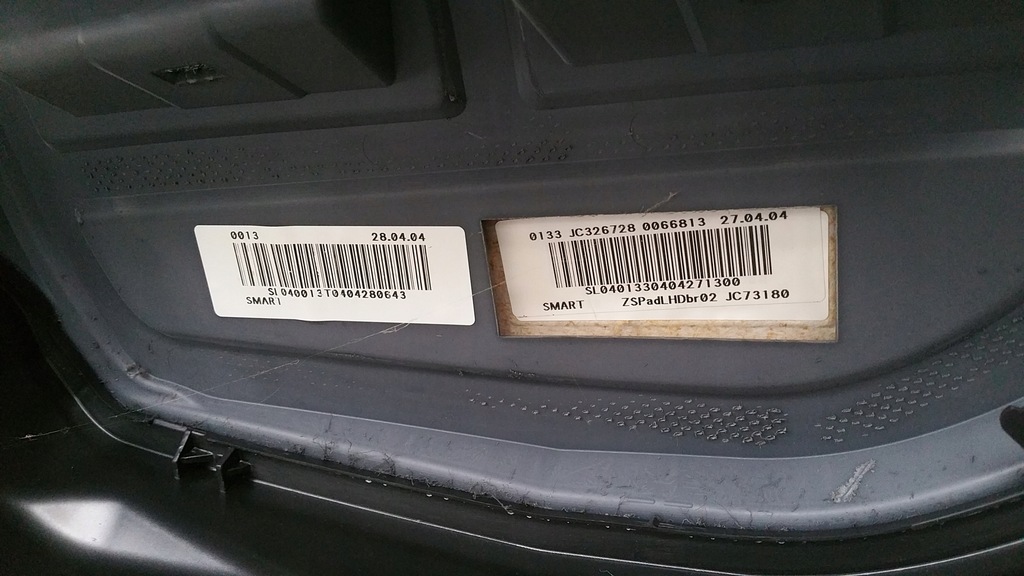 0013 28.04.04
SL040013T0404280643
SMART
0133 JC326728 0066813 27.04.04
SL0401330404271300
SMART ZSPadLHDbr02 JC73180